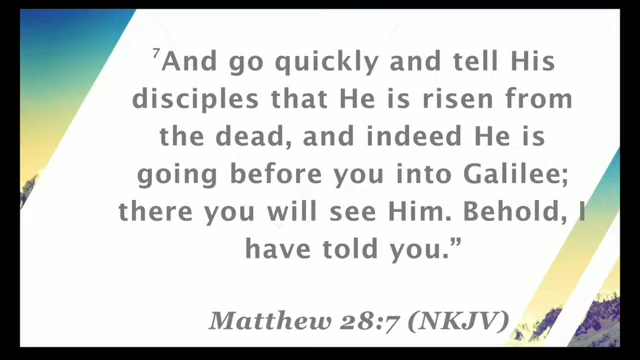 ⁷And go quickly and tell His
disciples that He is risen from
the dead, and indeed He is
going before you into Galilee;
there you will see Him. Behold, I
have told you.”
Matthew 28:7 (NKJV)